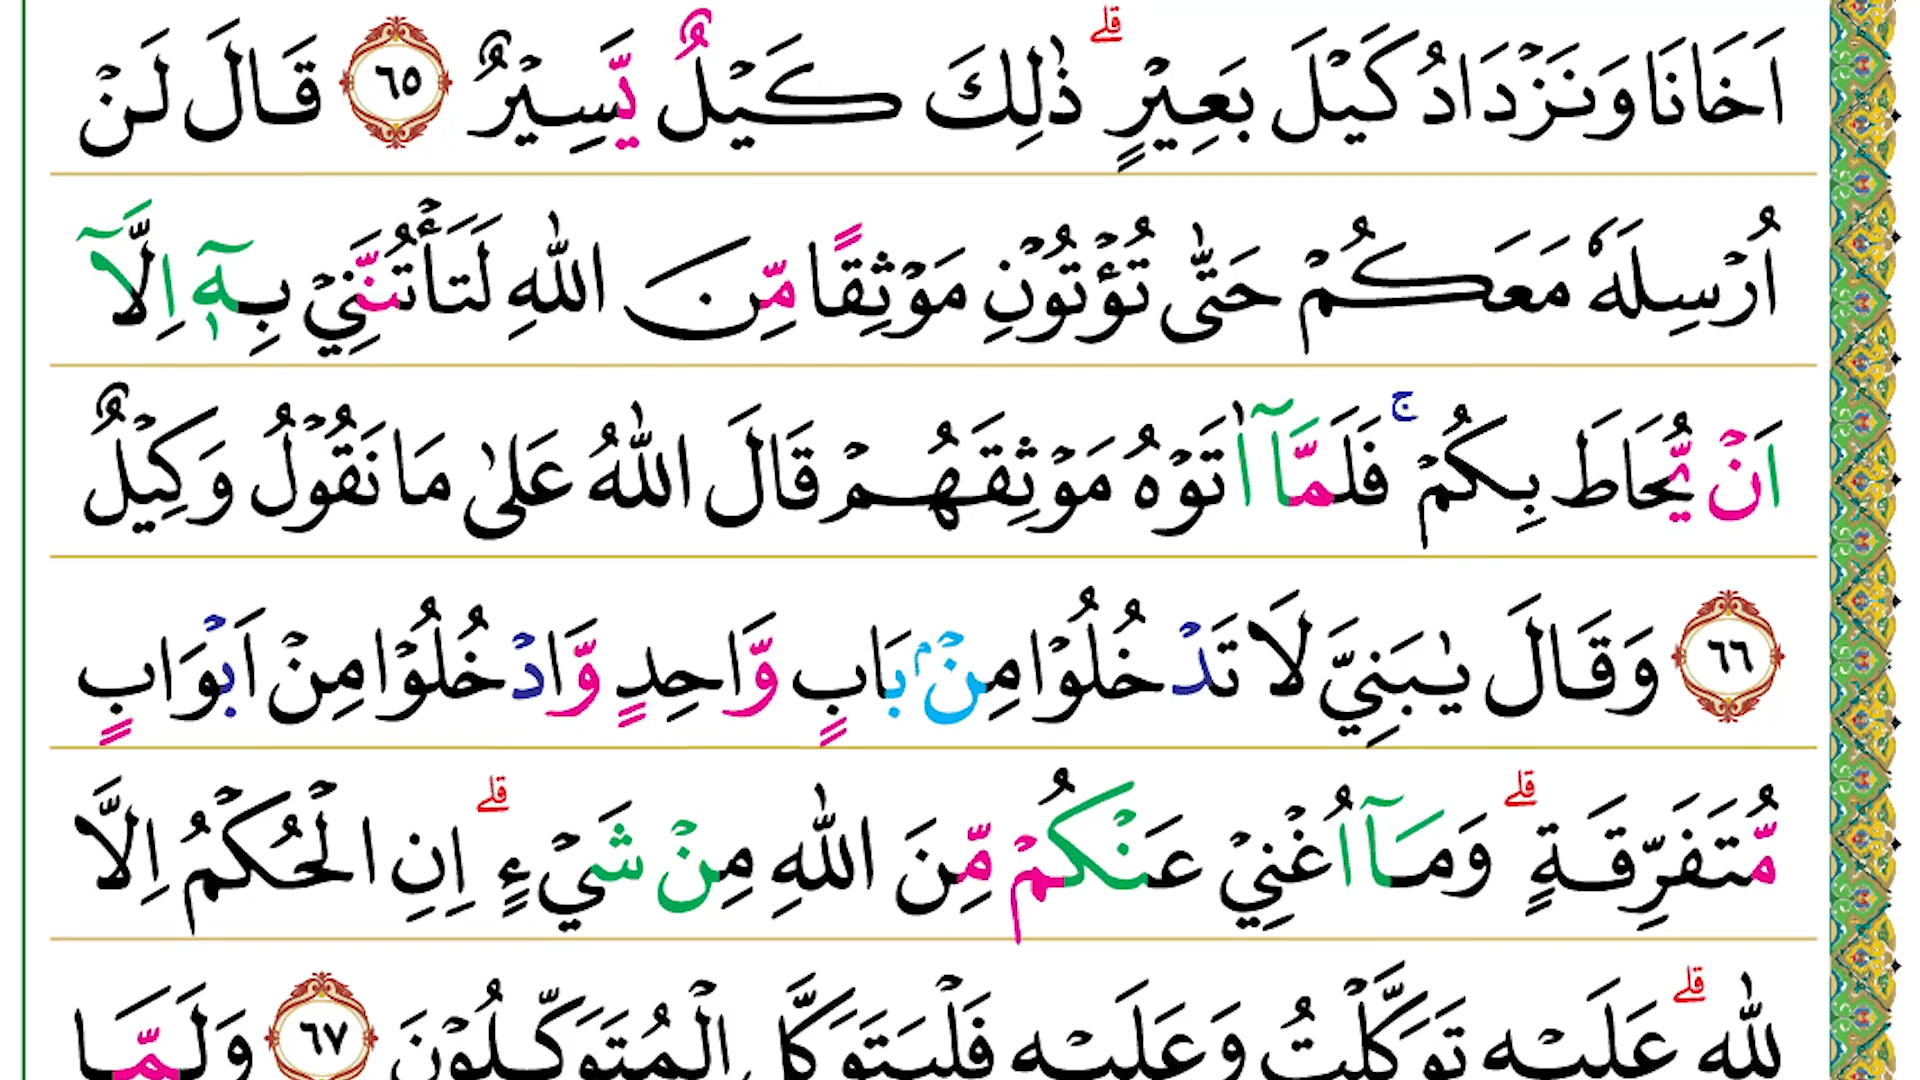 اَخَانَا وَنَزْدَادُ كَيْلَ بَعِيْرٍ ۗ ذٰلِكَ كَيْلٌ يَّسِيْرٌ ٦٥ قَالَ لَنْ
اُرْسِلَهٗ مَعَكُمْ حَتّٰى تُؤْتُوْنِ مَوْثِقًا مِّنَ اللّٰهِ لَتَأْتُنَّنِيْ بِهٖٓ اِلَّآ
اَنْ يُّحَاطَ بِكُمْ ۚ فَلَمَّآ اٰتَوْهُ مَوْثِقَهُمْ قَالَ اللّٰهُ عَلٰى مَا نَقُوْلُ وَكِيْلٌ
٦٦ وَقَالَ يٰبَنِيَّ لَا تَدْخُلُوْا مِنْۢ بَابٍ وَّاحِدٍ وَّادْخُلُوْا مِنْ اَبْوَابٍ
مُّتَفَرِّقَةٍ ۗ وَمَآ اُغْنِيْ عَنْكُمْ مِّنَ اللّٰهِ مِنْ شَيْءٍ ۗ اِنِ الْحُكْمُ اِلَّا
لِلّٰهِ ۗ عَلَيْهِ تَوَكَّلْتُ وَعَلَيْهِ فَلْيَتَوَكَّلِ الْمُتَوَكِّلُوْنَ ٦٧ وَلَمَّا